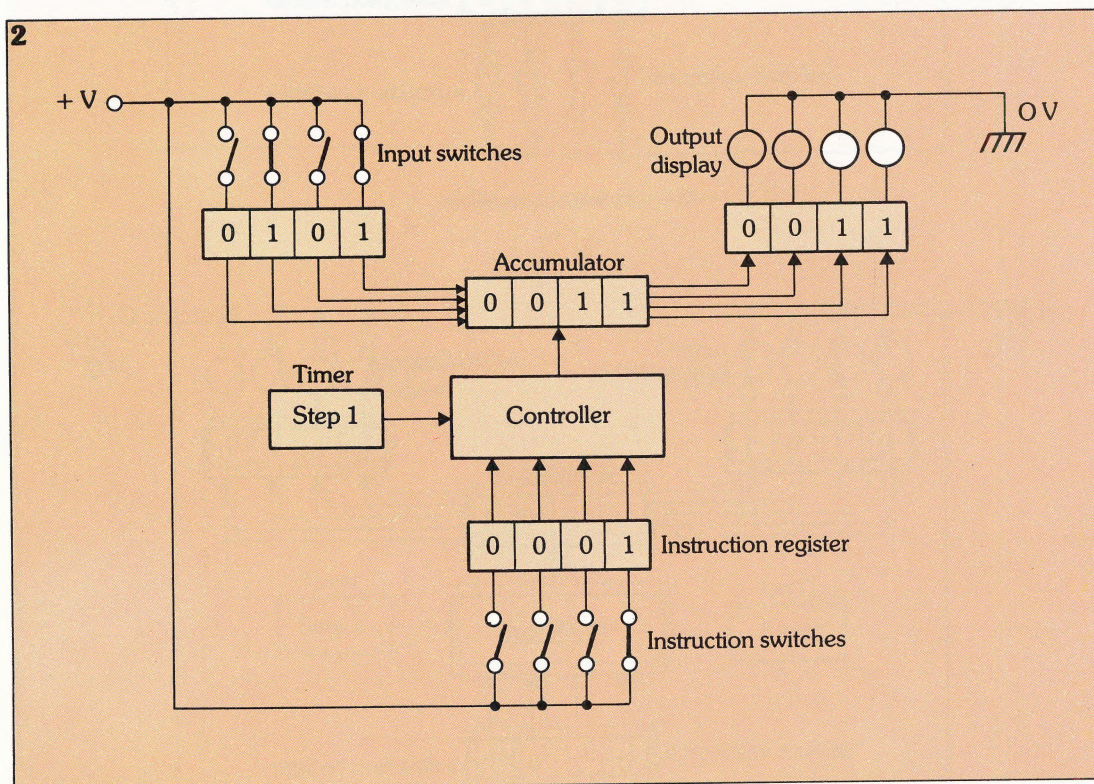 2
+ V
Input switches
0 1 0 1
Output
display
O V
0 0 1 1
Accumulator
0 0 1 1
Timer
Step 1
Controller
0 0 0 1
Instruction register
Instruction switches